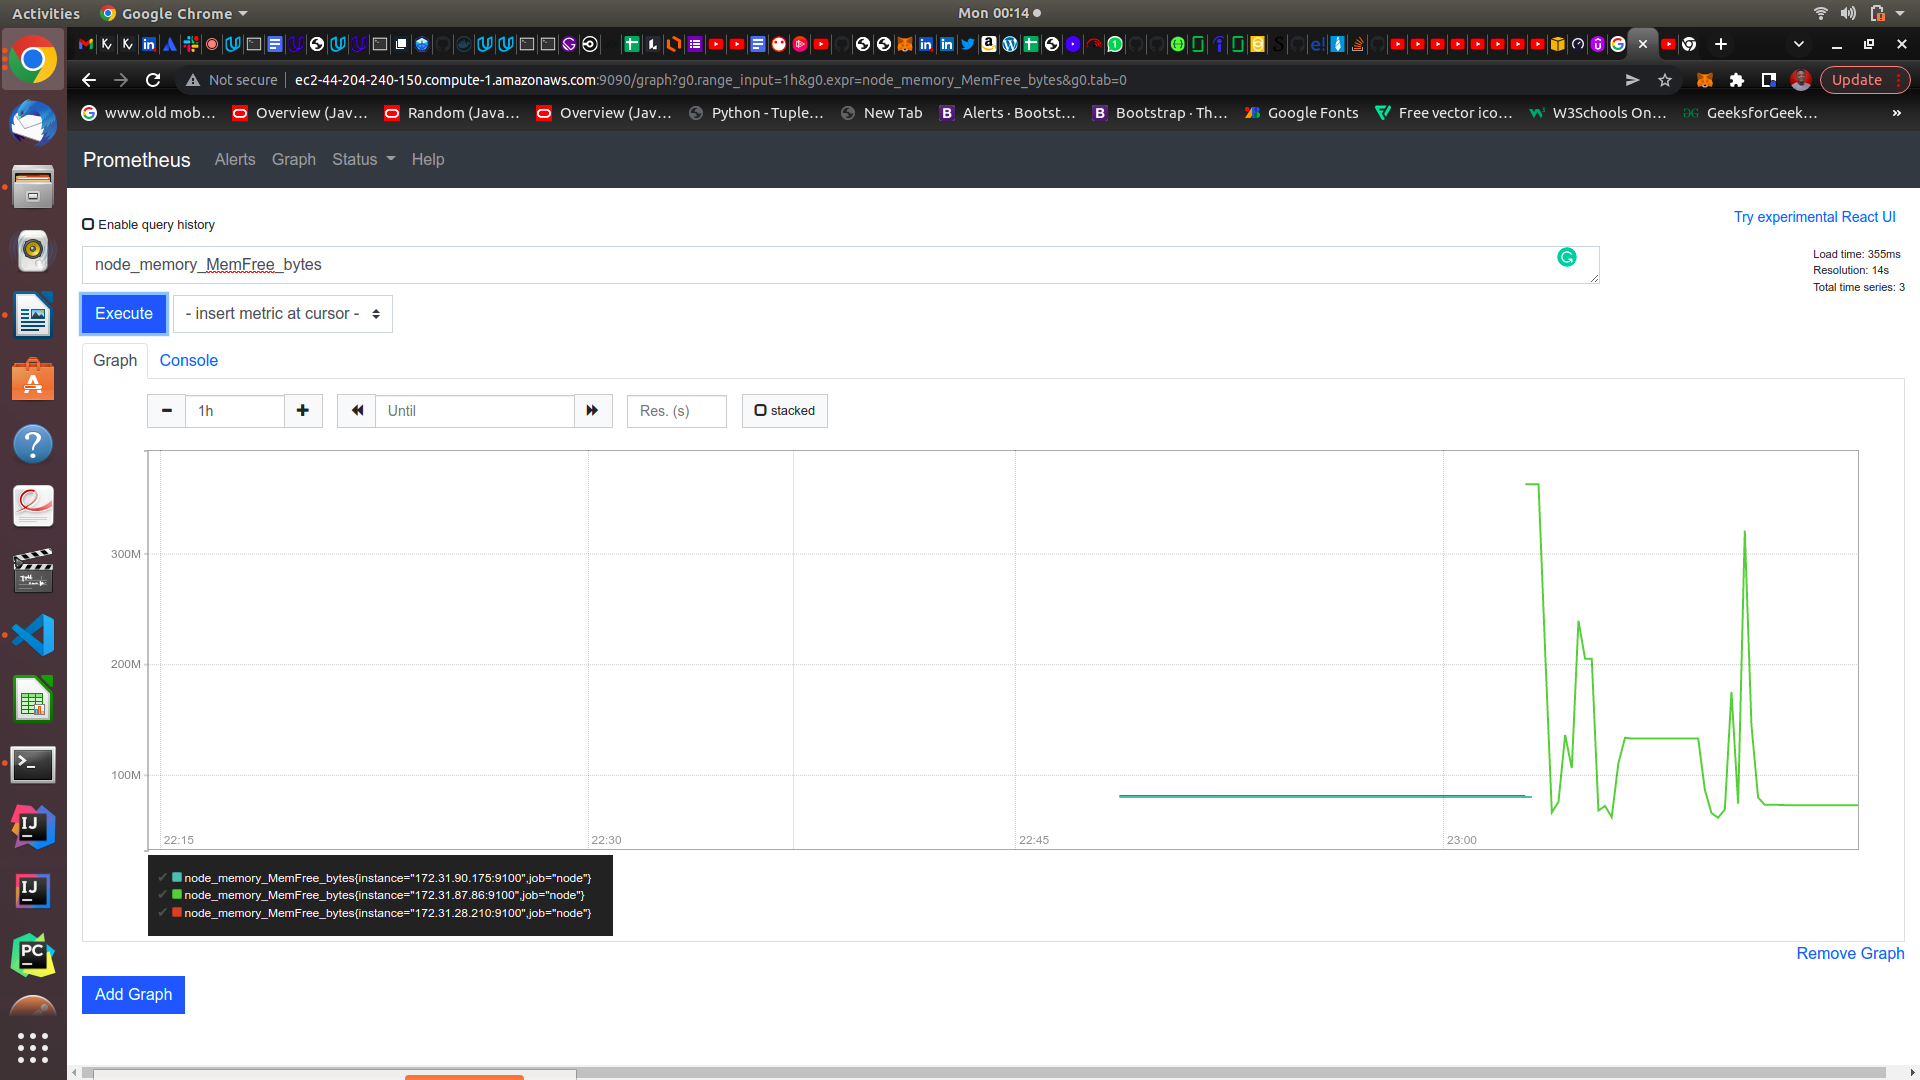 Activities Google Chrome Mon 00:14
Not secure ec2-44-204-240-150.compute-1.amazonaws.com:9090/graph?g0.range_input=1h&g0.expr=node_memory_MemFree_bytes&g0.tab=0 Update
www.old mob… Overview (Jav… Random (Java… Overview (Jav… Python - Tuple… New Tab Alerts · Bootst… Bootstrap · Th… Google Fonts Free vector ico… W3Schools On… GeeksforGeek… »
Prometheus Alerts Graph Status Help
Enable query history
Try experimental React UI
node_memory_MemFree_bytes
Load time: 355ms
Resolution: 14s
Total time series: 3
Execute - insert metric at cursor -
Graph Console
1h Until Res. (s) stacked
300M
200M
100M
22:15 22:30 22:45 23:00
node_memory_MemFree_bytes{instance="172.31.90.175:9100",job="node"}
node_memory_MemFree_bytes{instance="172.31.87.86:9100",job="node"}
node_memory_MemFree_bytes{instance="172.31.28.210:9100",job="node"}
Remove Graph
Add Graph